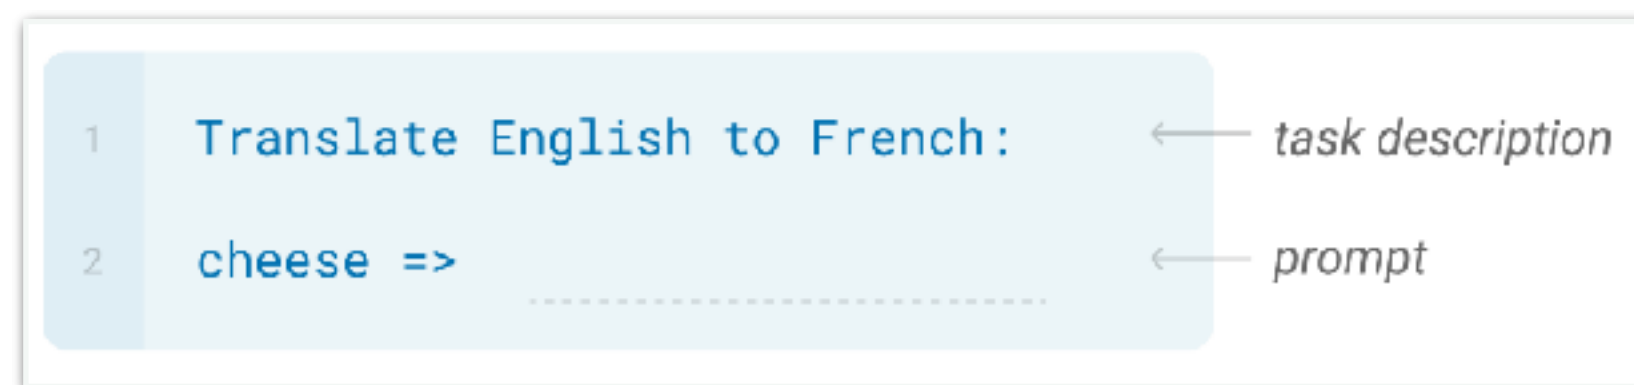 1 Translate English to French: ← task description
2 cheese => ← prompt